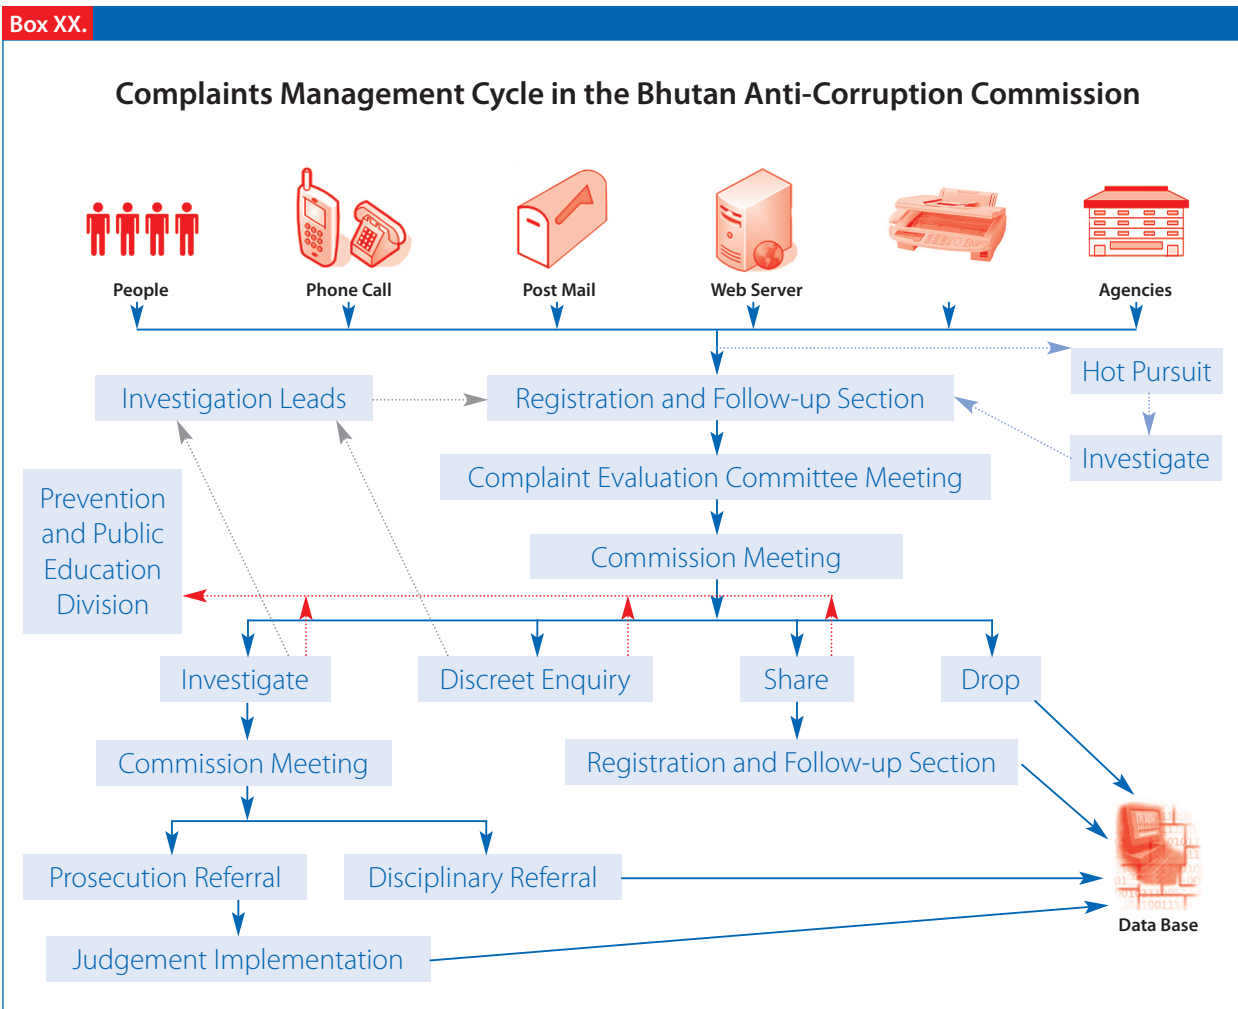 Box XX.
Complaints Management Cycle in the Bhutan Anti-Corruption Commission
People
Phone Call
Post Mail
Web Server
Agencies
Hot Pursuit
Investigation Leads
Registration and Follow-up Section
Investigate
Complaint Evaluation Committee Meeting
Prevention
and Public
Education
Division
Commission Meeting
Investigate
Discreet Enquiry
Share
Drop
Commission Meeting
Registration and Follow-up Section
Prosecution Referral
Disciplinary Referral
Data Base
Judgement Implementation